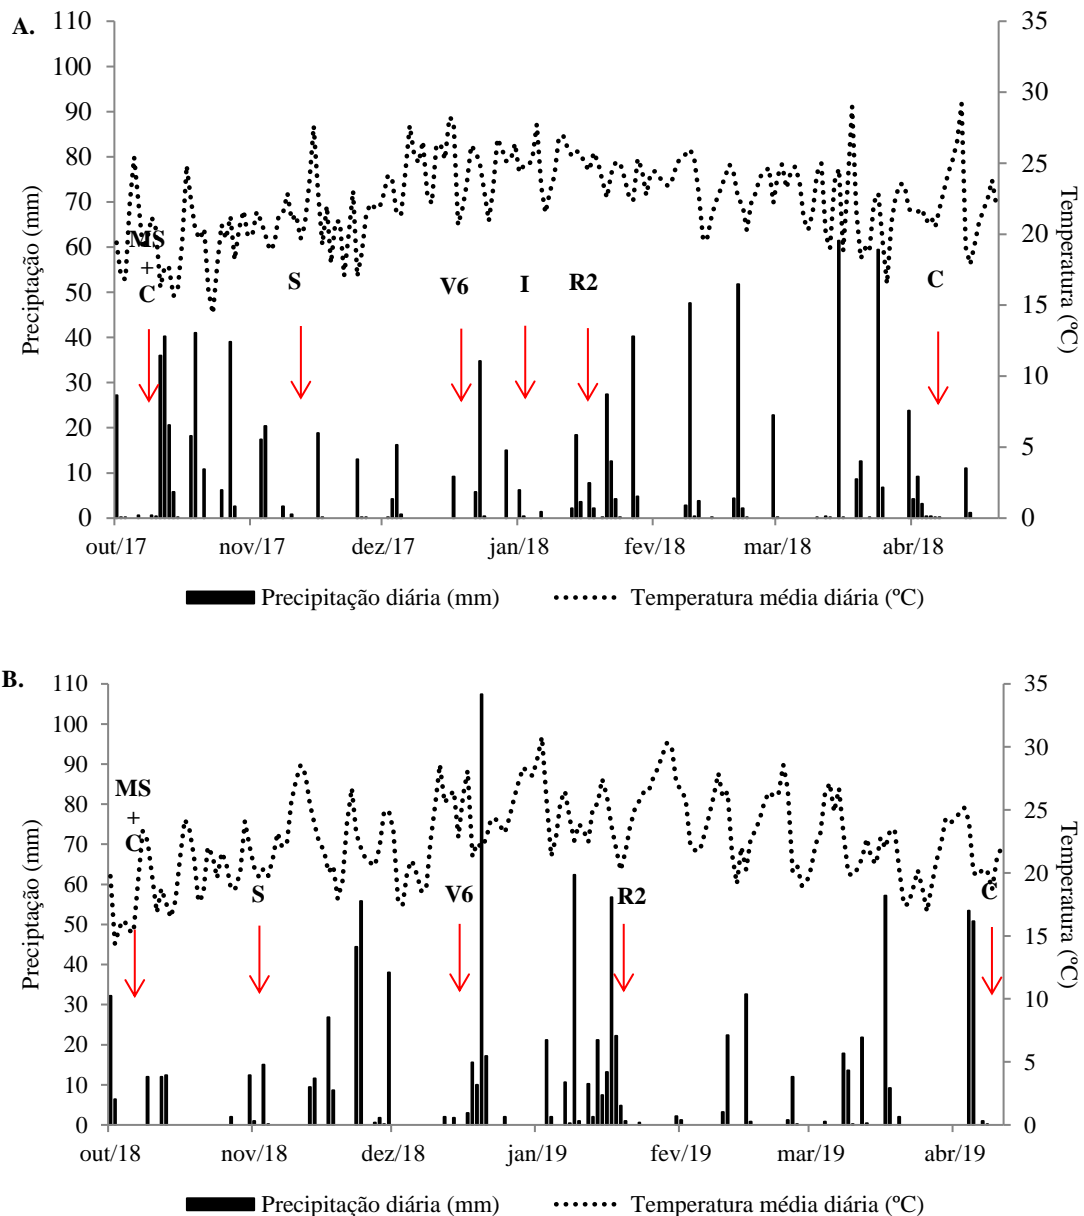 A.
Preciptação (mm)
110
100
90
80
70
60
50
40
30
20
10
0
35
30
25
20
15
10
5
0
Temperatura (ºC)
MS
+
C
S
V6
I
R2
C
out/17 nov/17 dez/17 jan/18 fev/18 mar/18 abr/18
Precipitação diária (mm) Temperatura média diária (ºC)
B.
Preciptação (mm)
110
100
90
80
70
60
50
40
30
20
10
0
35
30
25
20
15
10
5
0
Temperatura (ºC)
MS
+
C
S
V6
R2
C
out/18 nov/18 dez/18 jan/19 fev/19 mar/19 abr/19
Precipitação diária (mm) Temperatura média diária (ºC)